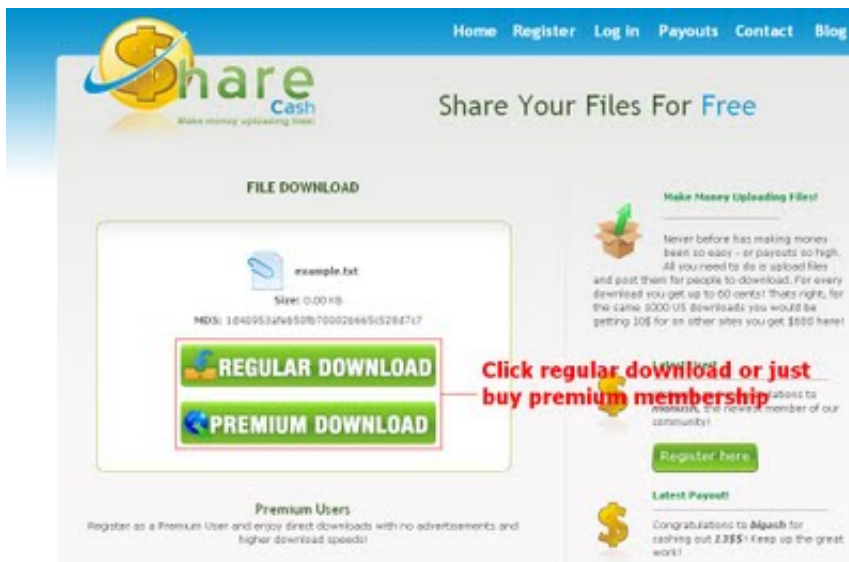 Home Register Log in Payouts Contact Blog
Share
Cash
Make money uploading files!
Share Your Files For Free
FILE DOWNLOAD
example.txt
Size: 0.00 KB
MD5:
REGULAR DOWNLOAD
PREMIUM DOWNLOAD
Click regular download or just
buy premium membership
Premium Users
Register as a Premium User and enjoy direct downloads with no advertisements and
higher download speeds!
Make Money Uploading Files!
Never before has making money
been so easy - or payouts so
high. All you need to do is upload files
and post them for people to download. For every
download you get up to 60 cents! Thats right, for
the same 1000 US downloads you would be
getting 10$ for on other sites you get $600 here!
to
the newest member of our
community!
Register here
Latest Payout!
Congratulations to bigash for
cashing out Keep up the great
work!